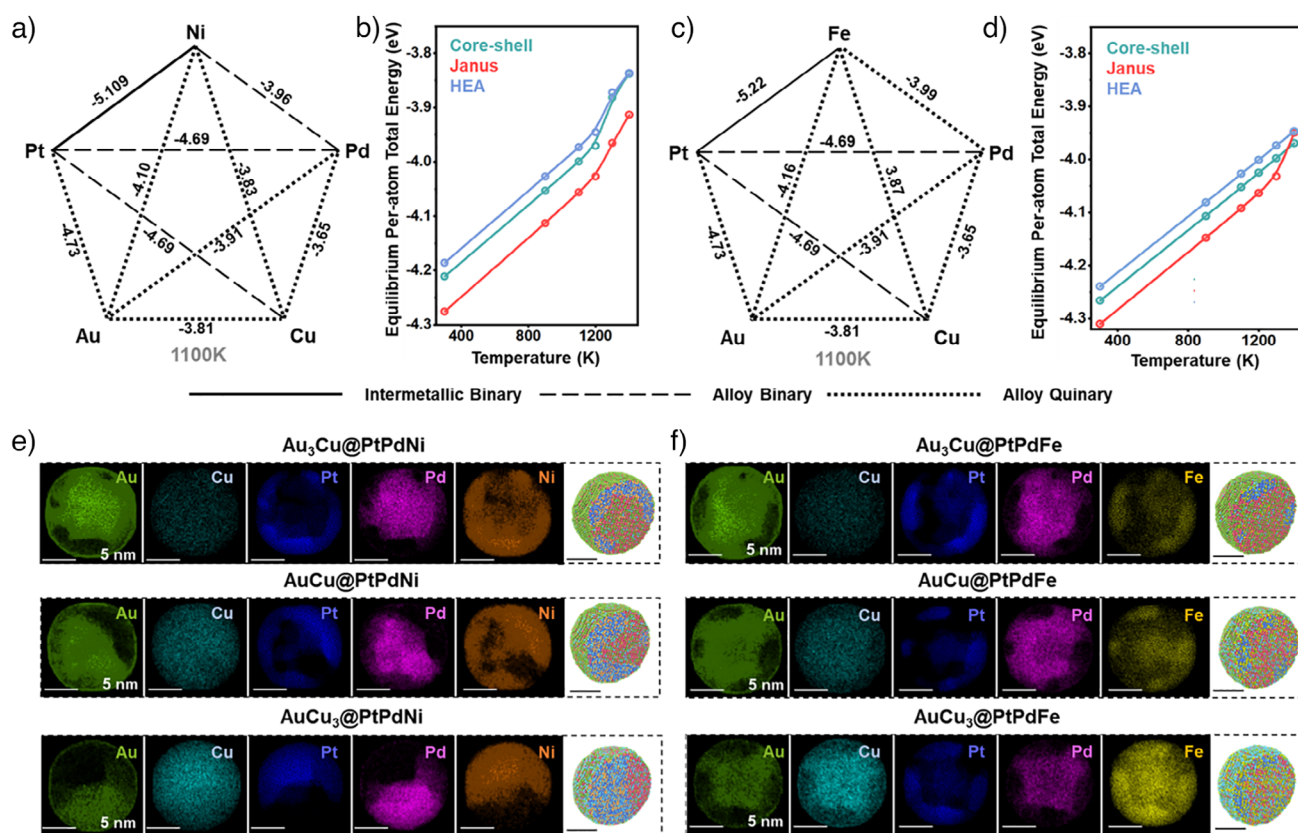 a)
Ni
Pt
Pd
Au
Cu
-5.109
-3.96
-4.69
-4.10
-3.83
-4.73
-4.69
-3.91
-3.65
-3.81
1100K
b)
Equilibrium Per-atom Total Energy (eV)
Core-shell
Janus
HEA
-3.8
-3.9
-4.0
-4.1
-4.2
-4.3
400
800
1200
Temperature (K)
c)
Fe
Pt
Pd
Au
Cu
-5.22
-3.99
-4.69
4.16
3.87
-4.73
-4.69
-3.91
-3.65
-3.81
1100K
d)
Equilibrium Per-atom Total Energy (eV)
Core-shell
Janus
HEA
-3.8
-3.9
-4.0
-4.1
-4.2
-4.3
400
800
1200
Temperature (K)
Intermetallic Binary
Alloy Binary
Alloy Quinary
e)
Au₃Cu@PtPdNi
Au Cu Pt Pd Ni
5 nm
AuCu@PtPdNi
Au Cu Pt Pd Ni
5 nm
AuCu₃@PtPdNi
Au Cu Pt Pd Ni
5 nm
f)
Au₃Cu@PtPdFe
Au Cu Pt Pd Fe
5 nm
AuCu@PtPdFe
Au Cu Pt Pd Fe
5 nm
AuCu₃@PtPdFe
Au Cu Pt Pd Fe
5 nm